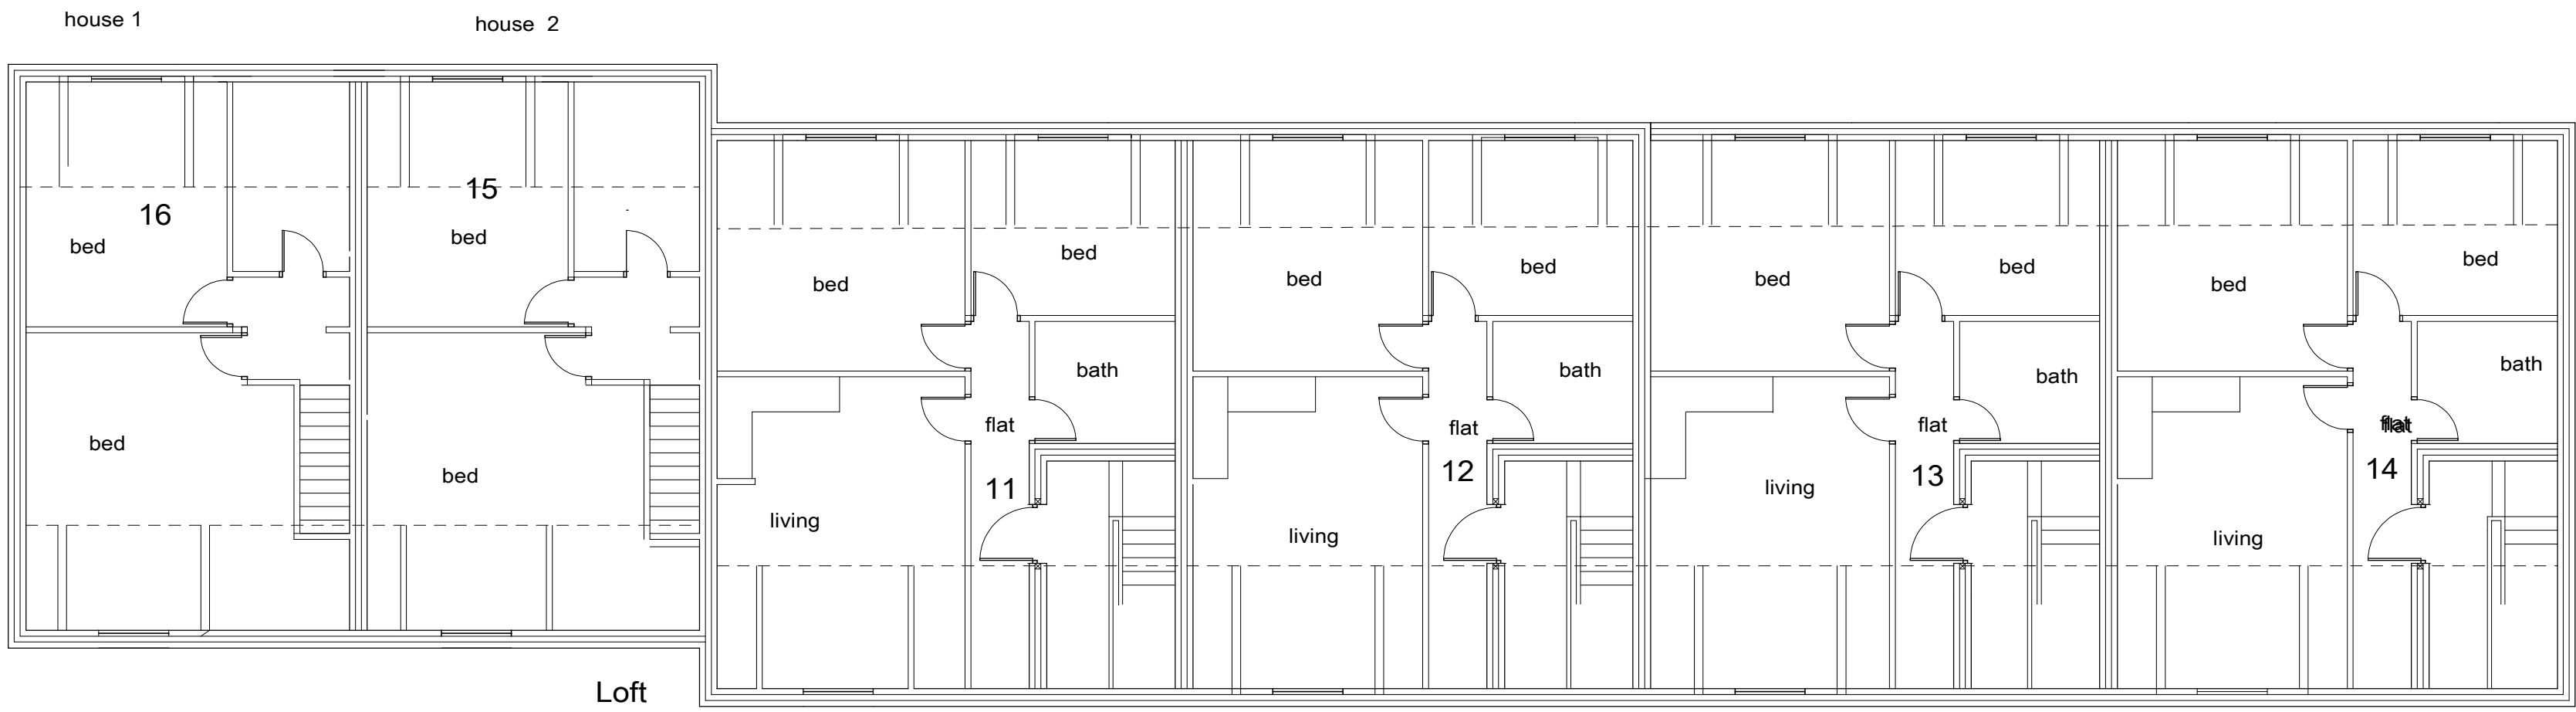 house 1
house  2
16
bed
15
bed
bed
bed
bed
bed
bed
bed
bed
bed
bed
bed
bath
bath
bath
bath
flat
flat
flat
flat
flat
11
12
13
14
living
living
living
living
Loft